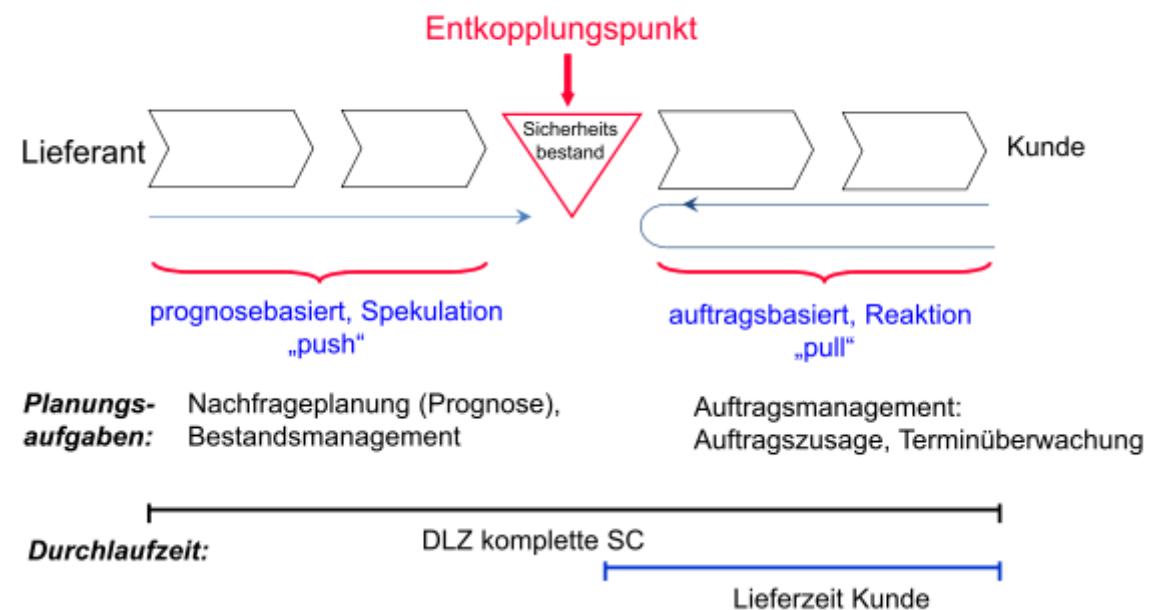 Entkopplungspunkt
Lieferant
Sicherheits
bestand
Kunde
prognosebasiert, Spekulation
„push“
auftragsbasiert, Reaktion
„pull“
Planungs-
aufgaben:
Nachfrageplanung (Prognose),
Bestandsmanagement
Auftragsmanagement:
Auftragszusage, Terminüberwachung
Durchlaufzeit:
DLZ komplette SC
Lieferzeit Kunde